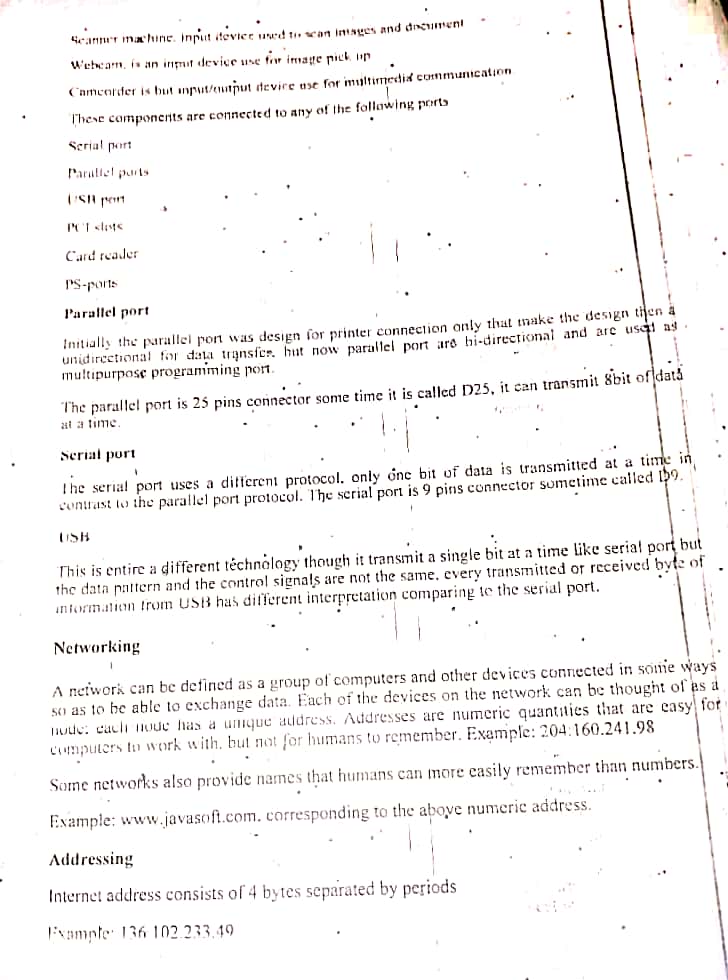 Scanner machine. input device used to scan images and document
Webcam. is an input device use for image pick up
Camcorder is but input/output device use for multimedia communication
These components are connected to any of the following ports
Serial port
Parallel ports
USB port
PCI slots
Card reader
PS-ports
Parallel port
Initially the parallel port was design for printer connection only that make the design then a
unidirectional for data transfer, but now parallel port are bi-directional and are used as
multipurpose programming port.
The parallel port is 25 pins connector some time it is called D25, it can transmit 8bit of data
at a time.
Serial port
The serial port uses a different protocol. only one bit of data is transmitted at a time in
contrast to the parallel port protocol. The serial port is 9 pins connector sometime called D9.
USB
This is entire a different technology though it transmit a single bit at a time like serial port but
the data pattern and the control signals are not the same, every transmitted or received byte of
information from USB has different interpretation comparing to the serial port.
Networking
A network can be defined as a group of computers and other devices connected in some ways
so as to be able to exchange data. Each of the devices on the network can be thought of as a
node; each node has a unique address. Addresses are numeric quantities that are easy for
computers to work with, but not for humans to remember. Example: 204.160.241.98
Some networks also provide names that humans can more easily remember than numbers.
Example: www.javasoft.com, corresponding to the above numeric address.
Addressing
Internet address consists of 4 bytes separated by periods
Example: 136.102.233.49